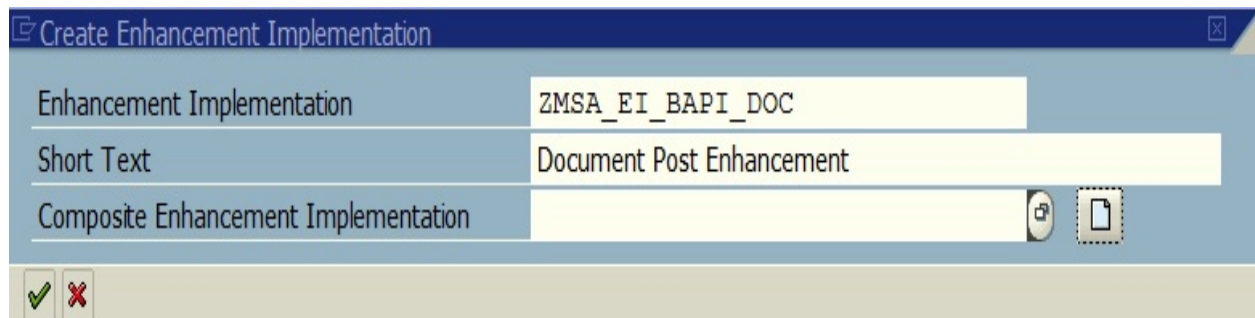 Create Enhancement Implementation
Enhancement Implementation ZMSA_EI_BAPI_DOC
Short Text Document Post Enhancement
Composite Enhancement Implementation